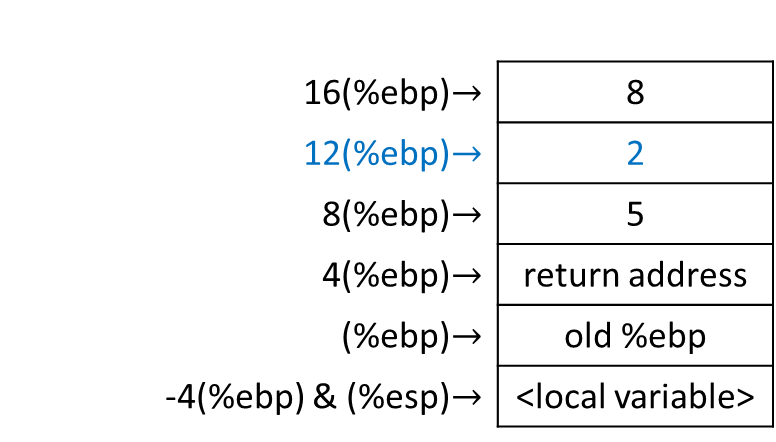 16(%ebp)→ 8
12(%ebp)→ 2
8(%ebp)→ 5
4(%ebp)→ return address
(%ebp)→ old %ebp
-4(%ebp) & (%esp)→ <local variable>